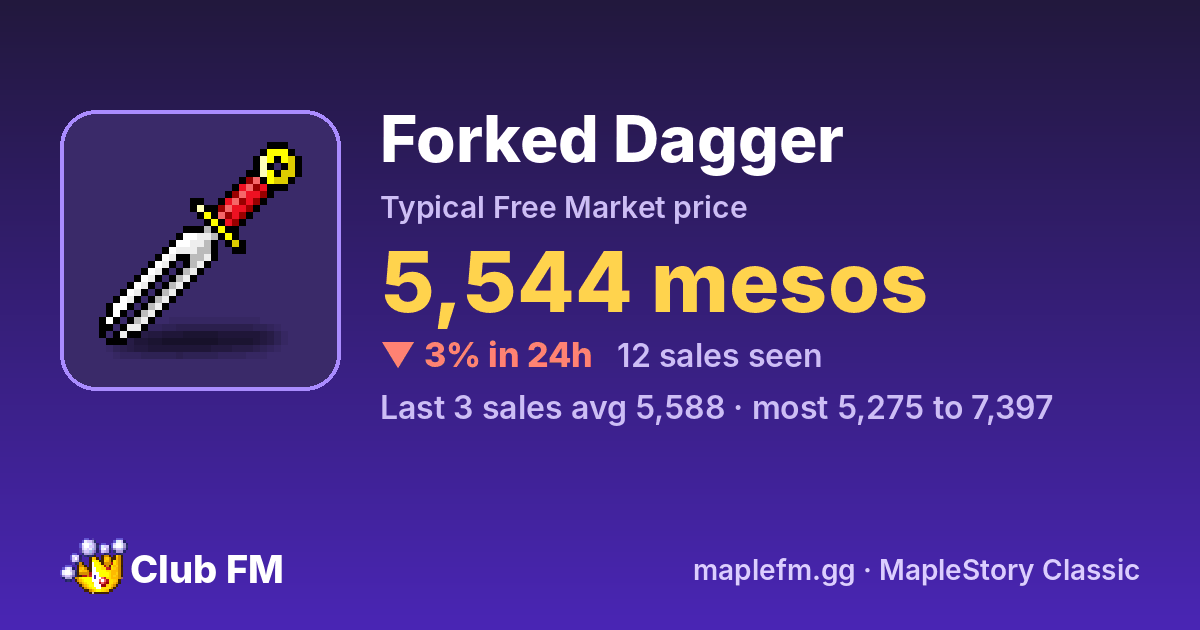 Forked Dagger
Typical Free Market price
5,544 mesos
▼ 3% in 24h 12 sales seen
Last 3 sales avg 5,588 · most 5,275 to 7,397
Club FM
maplefm.gg · MapleStory Classic